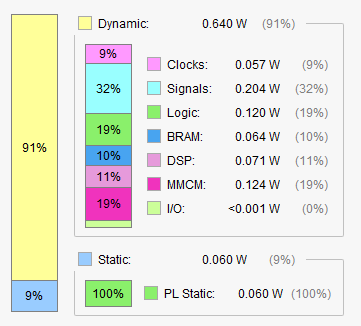 Dynamic: 0.640 W (91%)
9% Clocks: 0.057 W (9%)
32% Signals: 0.204 W (32%)
19% Logic: 0.120 W (19%)
91% 10% BRAM: 0.064 W (10%)
11% DSP: 0.071 W (11%)
19% MMCM: 0.124 W (19%)
I/O: <0.001 W (0%)
Static: 0.060 W (9%)
9% 100% PL Static: 0.060 W (100%)